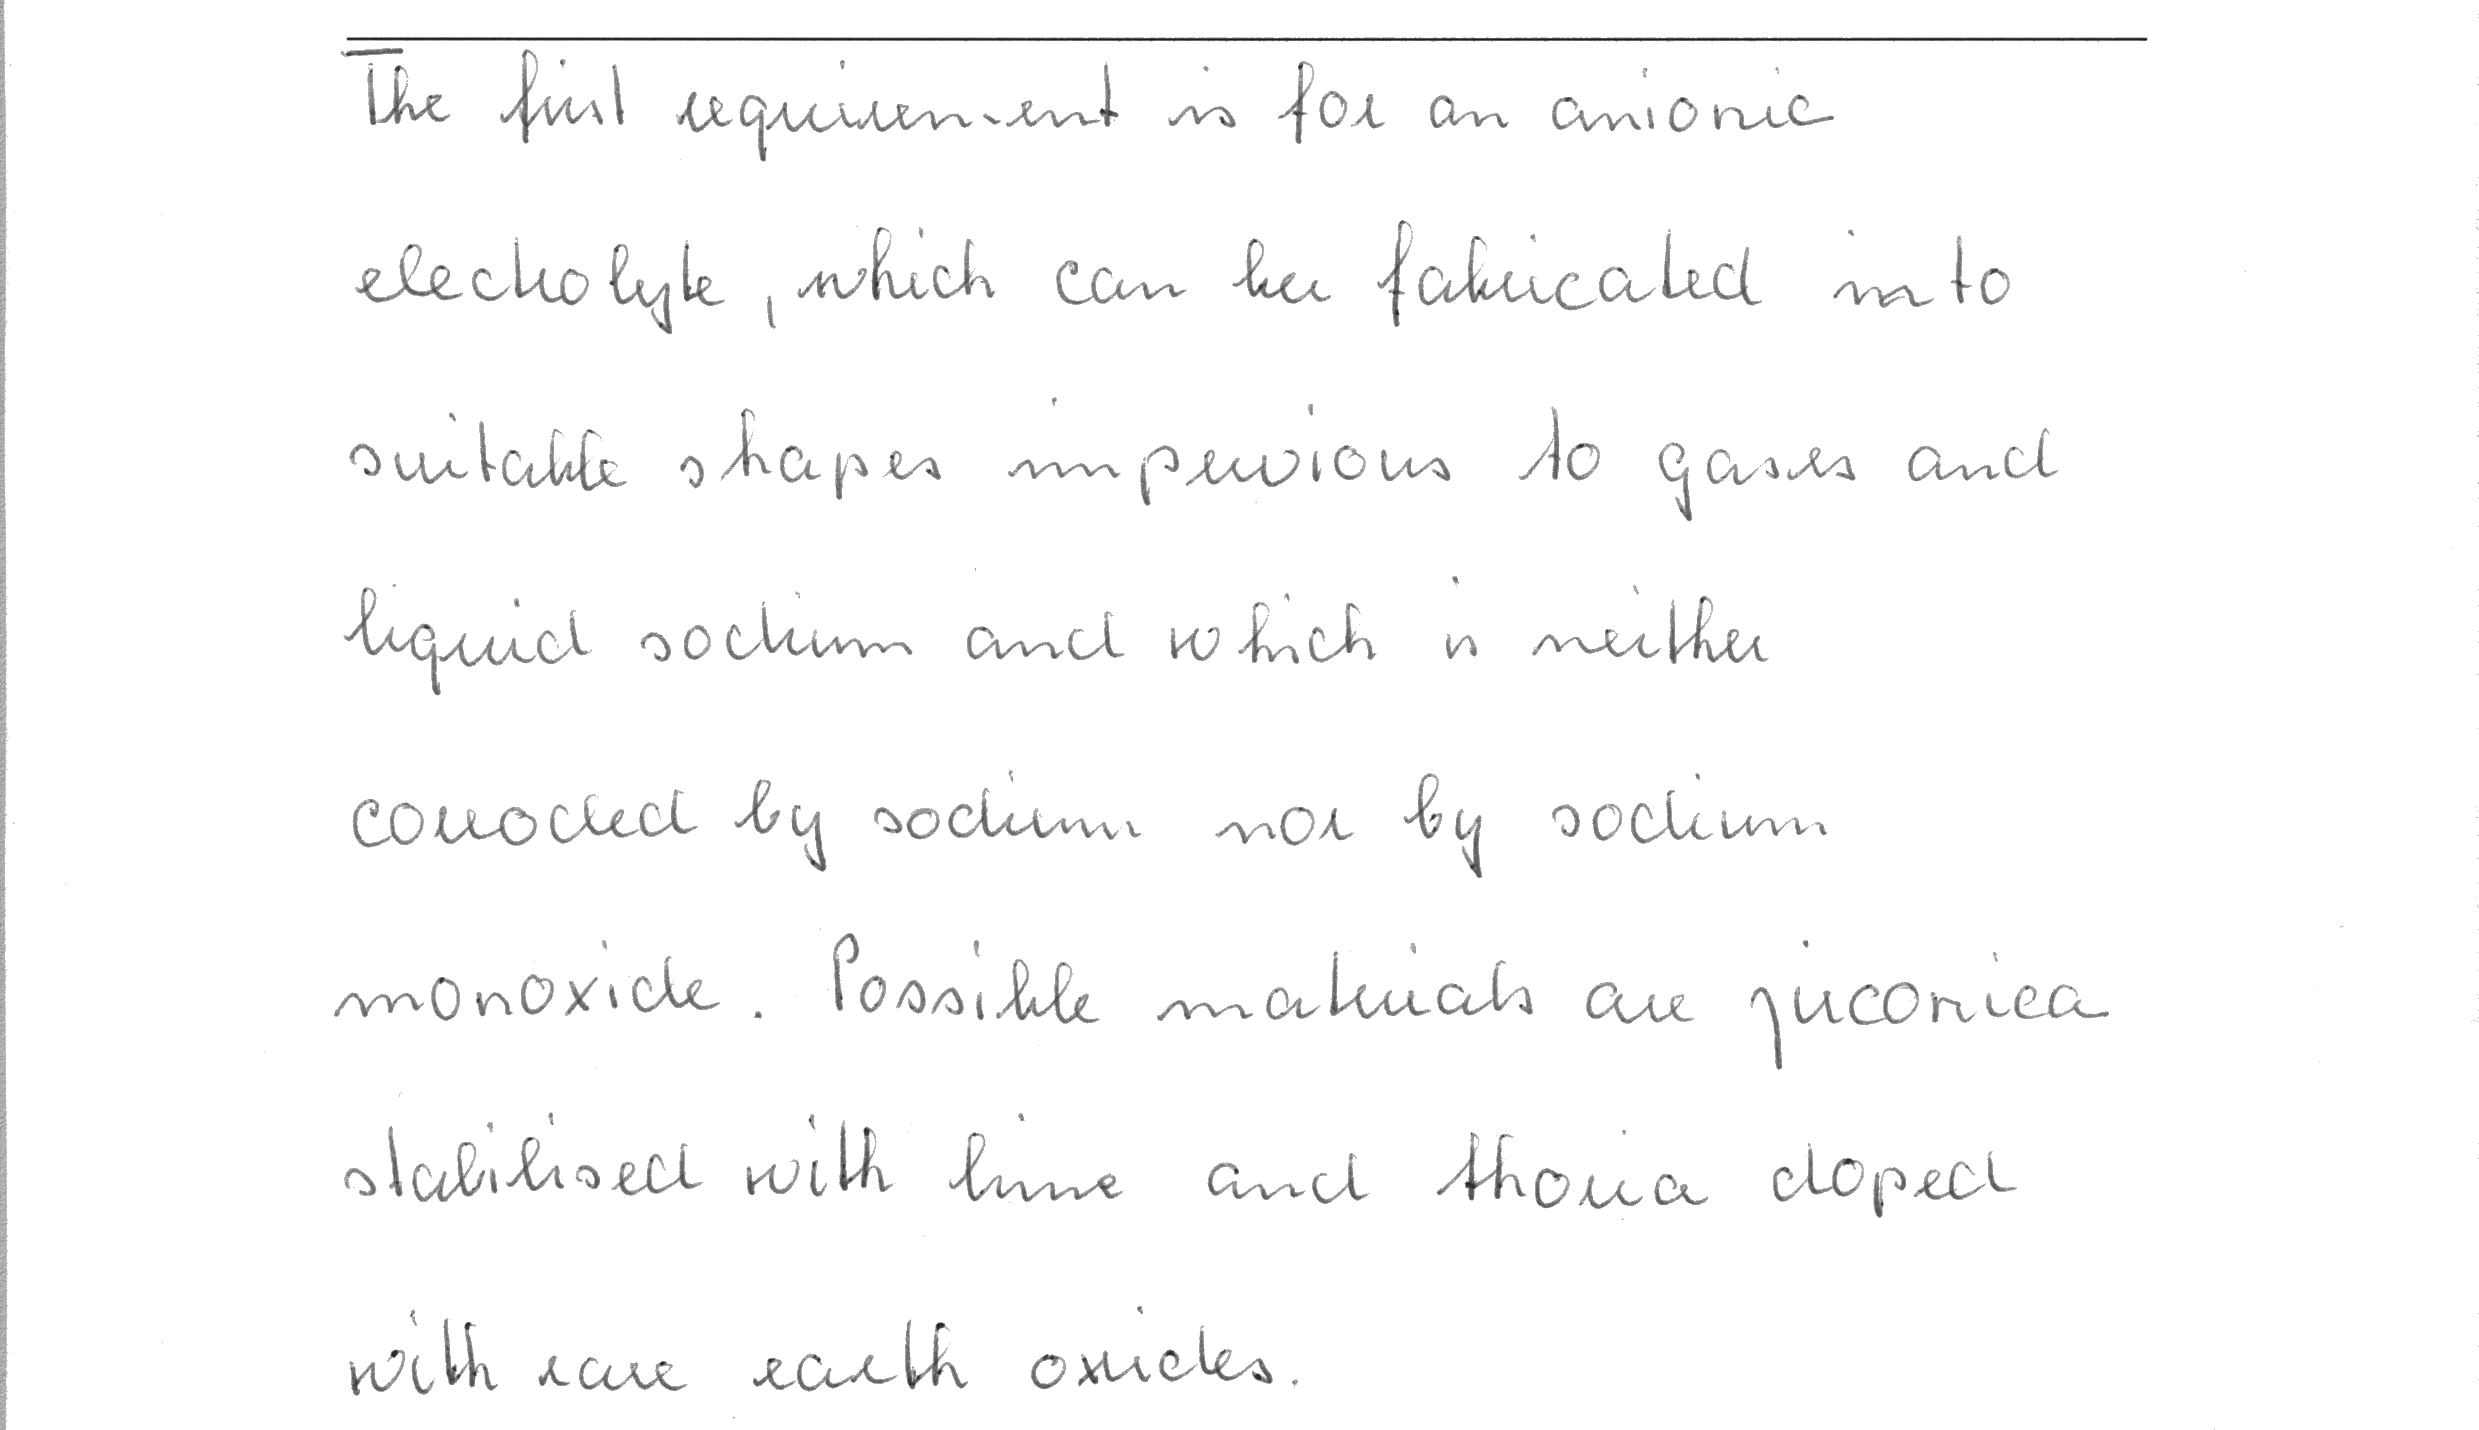 The first requirement is for an anionic
electrolyte, which can be fabricated into
suitable shapes impervious to gases and
liquid sodium and which is neither
corroded by sodium nor by sodium
monoxide. Possible materials are zirconica
stabilised with lime and thoria doped
with rare earth oxides.